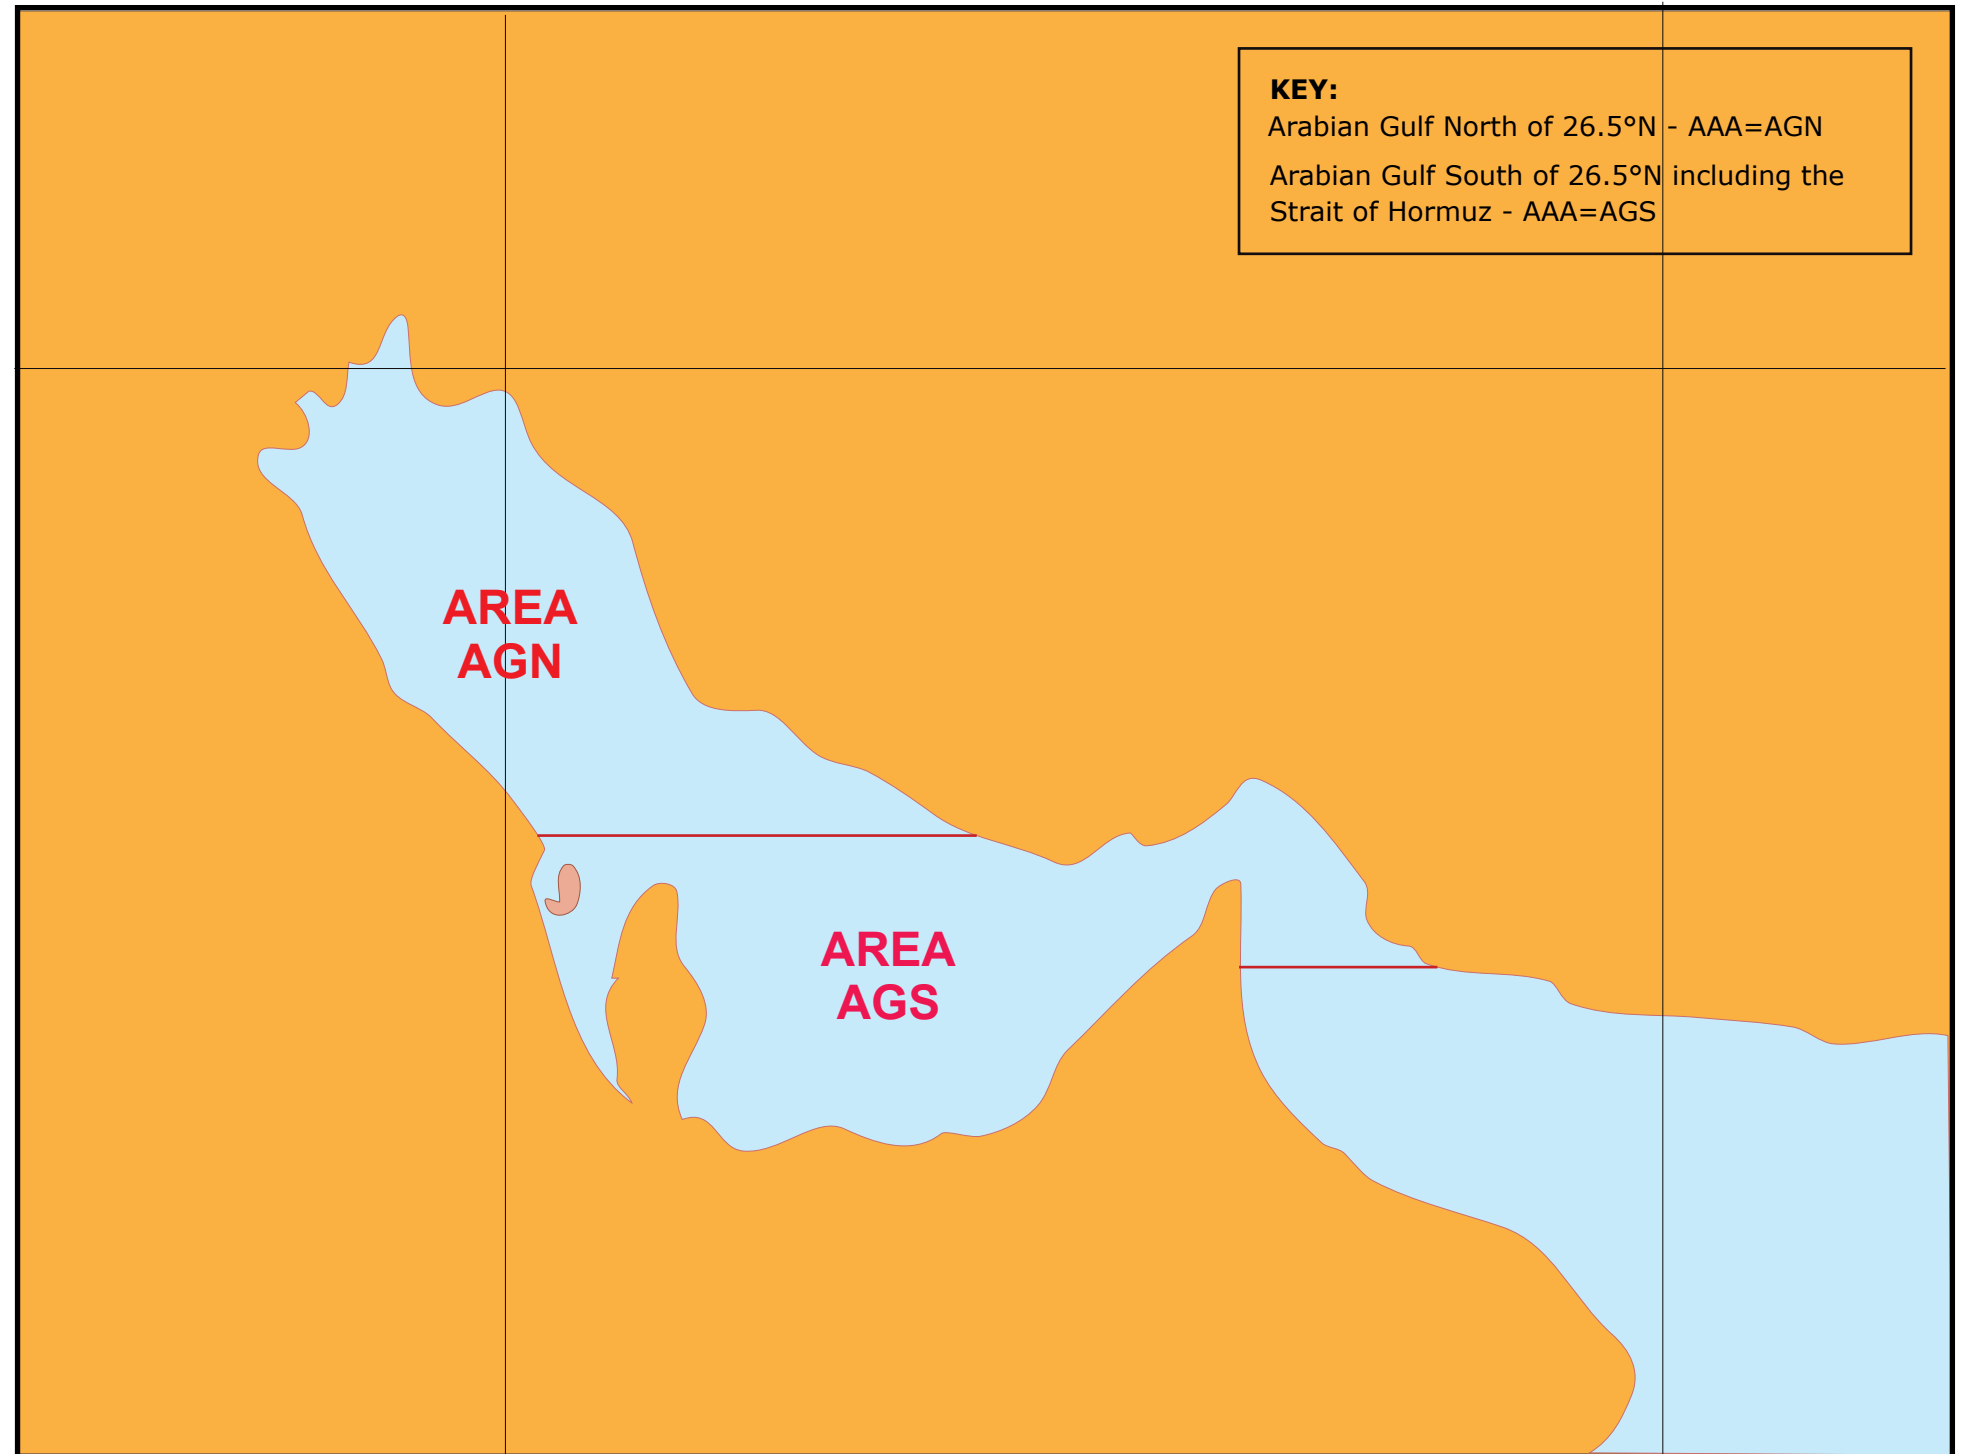 KEY:
Arabian Gulf North of 26.5°N - AAA=AGN
Arabian Gulf South of 26.5°N including the
Strait of Hormuz - AAA=AGS
AREA
AGN
AREA
AGS